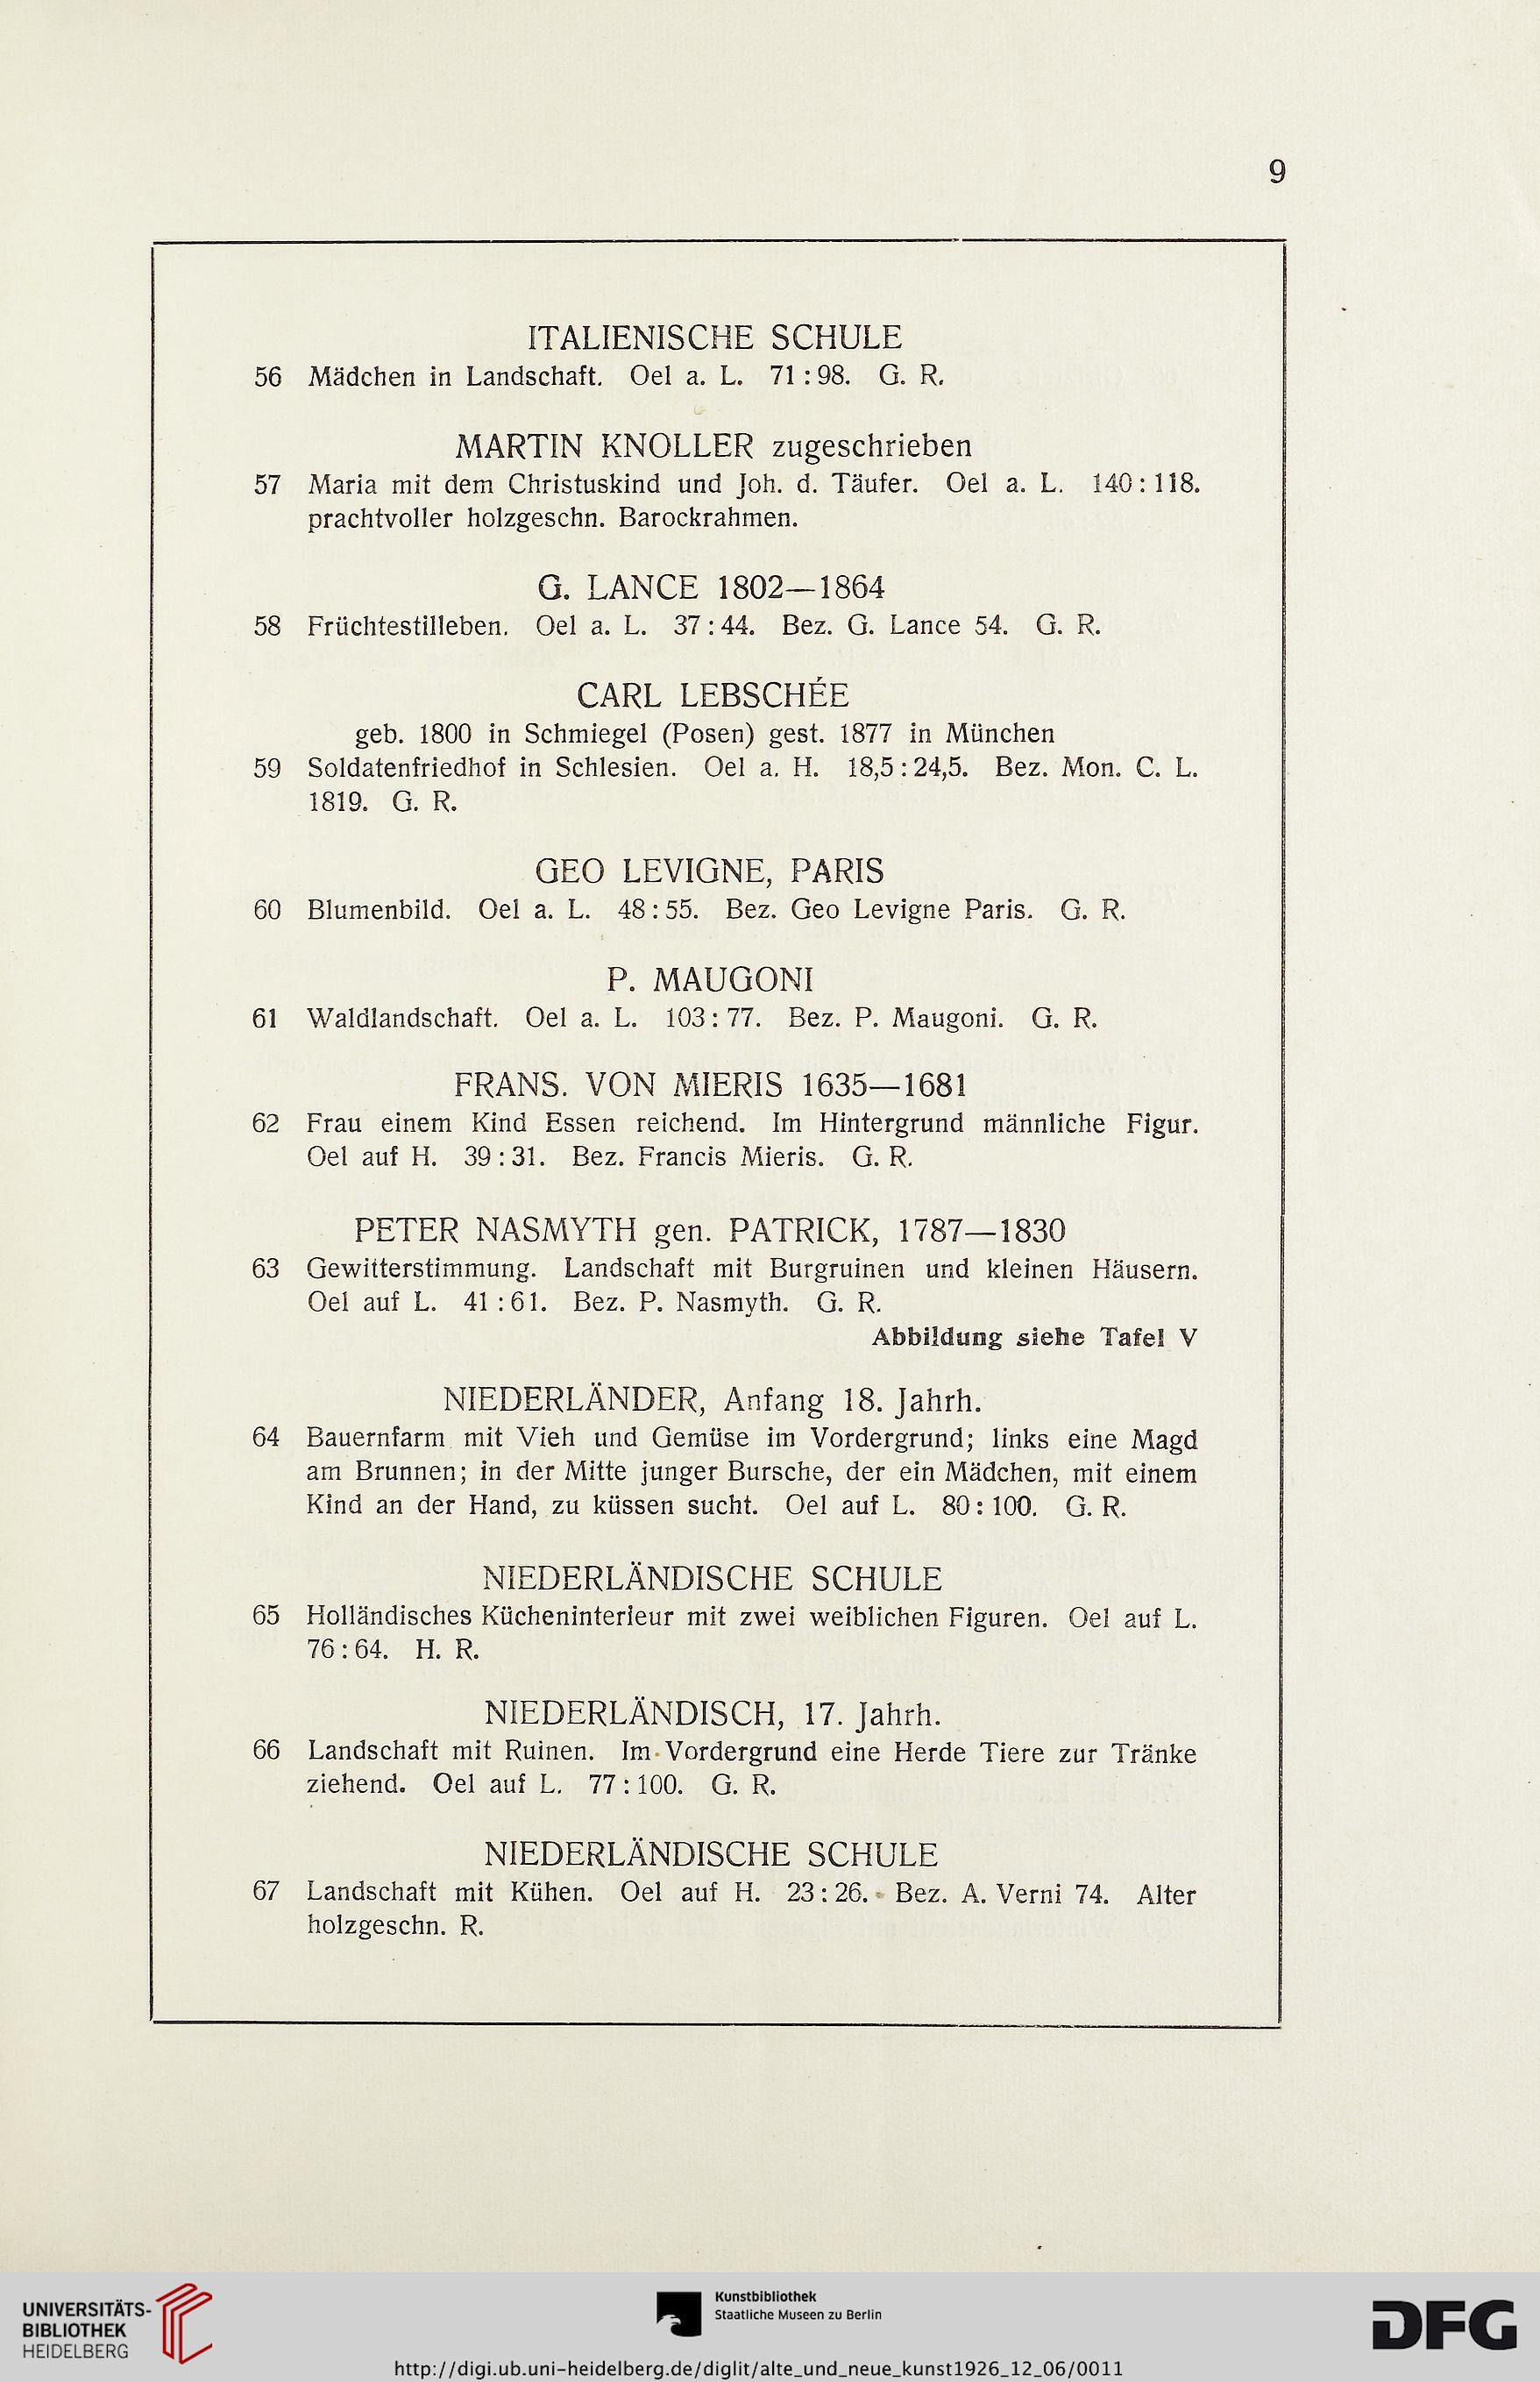 9
ITALIENISCHE SCHULE
56 Mädchen in Landschaft. Oel a. L. 71 : 98. G. R.
MARTIN KNOLLER zugeschrieben
57 Maria mit dem Christuskind und Joh. d. Täufer. Oel a. L. 140 : 118.
prachtvoller holzgeschn. Barockrahmen.
G. LANCE 1802—1864
58 Früchtestilleben. Oel a. L. 37 : 44. Bez. G. Lance 54. G. R.
CARL LEBSCHÉE
geb. 1800 in Schmiegel (Posen) gest. 1877 in München
59 Soldatenfriedhof in Schlesien. Oel a. H. 18,5 : 24,5. Bez. Mon. C. L.
1819. G. R.
GEO LEVIGNE, PARIS
60 Blumenbild. Oel a. L. 48 : 55. Bez. Geo Levigne Paris. G. R.
P. MAUGONI
61 Waldlandschaft. Oel a. L. 103 : 77. Bez. P. Maugoni. G. R.
FRANS. VON MIERIS 1635—1681
62 Frau einem Kind Essen reichend. Im Hintergrund männliche Figur.
Oel auf H. 39 : 31. Bez. Francis Mieris. G. R.
PETER NASMYTH gen. PATRICK, 1787—1830
63 Gewitterstimmung. Landschaft mit Burgruinen und kleinen Häusern.
Oel auf L. 41 : 61. Bez. P. Nasmyth. G. R.
Abbildung siehe Tafel V
NIEDERLÄNDER, Anfang 18. Jahrh.
64 Bauernfarm mit Vieh und Gemüse im Vordergrund; links eine Magd
am Brunnen; in der Mitte junger Bursche, der ein Mädchen, mit einem
Kind an der Hand, zu küssen sucht. Oel auf L. 80 : 100. G. R.
NIEDERLÄNDISCHE SCHULE
65 Holländisches Kücheninterieur mit zwei weiblichen Figuren. Oel auf L.
76 : 64. H. R.
NIEDERLÄNDISCH, 17. Jahrh.
66 Landschaft mit Ruinen. Im Vordergrund eine Herde Tiere zur Tränke
ziehend. Oel auf L. 77 : 100. G. R.
NIEDERLÄNDISCHE SCHULE
67 Landschaft mit Kühen. Oel auf H. 23 : 26. Bez. A. Verni 74. Alter
holzgeschn. R.
UNIVERSITÄTS-
BIBLIOTHEK
HEIDELBERG
Kunstbibliothek
Staatliche Museen zu Berlin
DFG
http://digi.ub.uni-heidelberg.de/diglit/alte_und_neue_kunst1926_12_06/0011